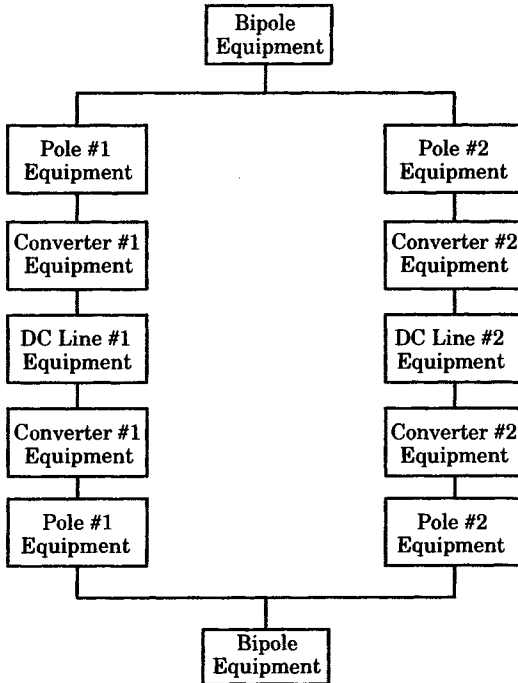 Bipole
Equipment
Pole #1
Equipment
Pole #2
Equipment
Converter #1
Equipment
Converter #2
Equipment
DC Line #1
Equipment
DC Line #2
Equipment
Converter #1
Equipment
Converter #2
Equipment
Pole #1
Equipment
Pole #2
Equipment
Bipole
Equipment